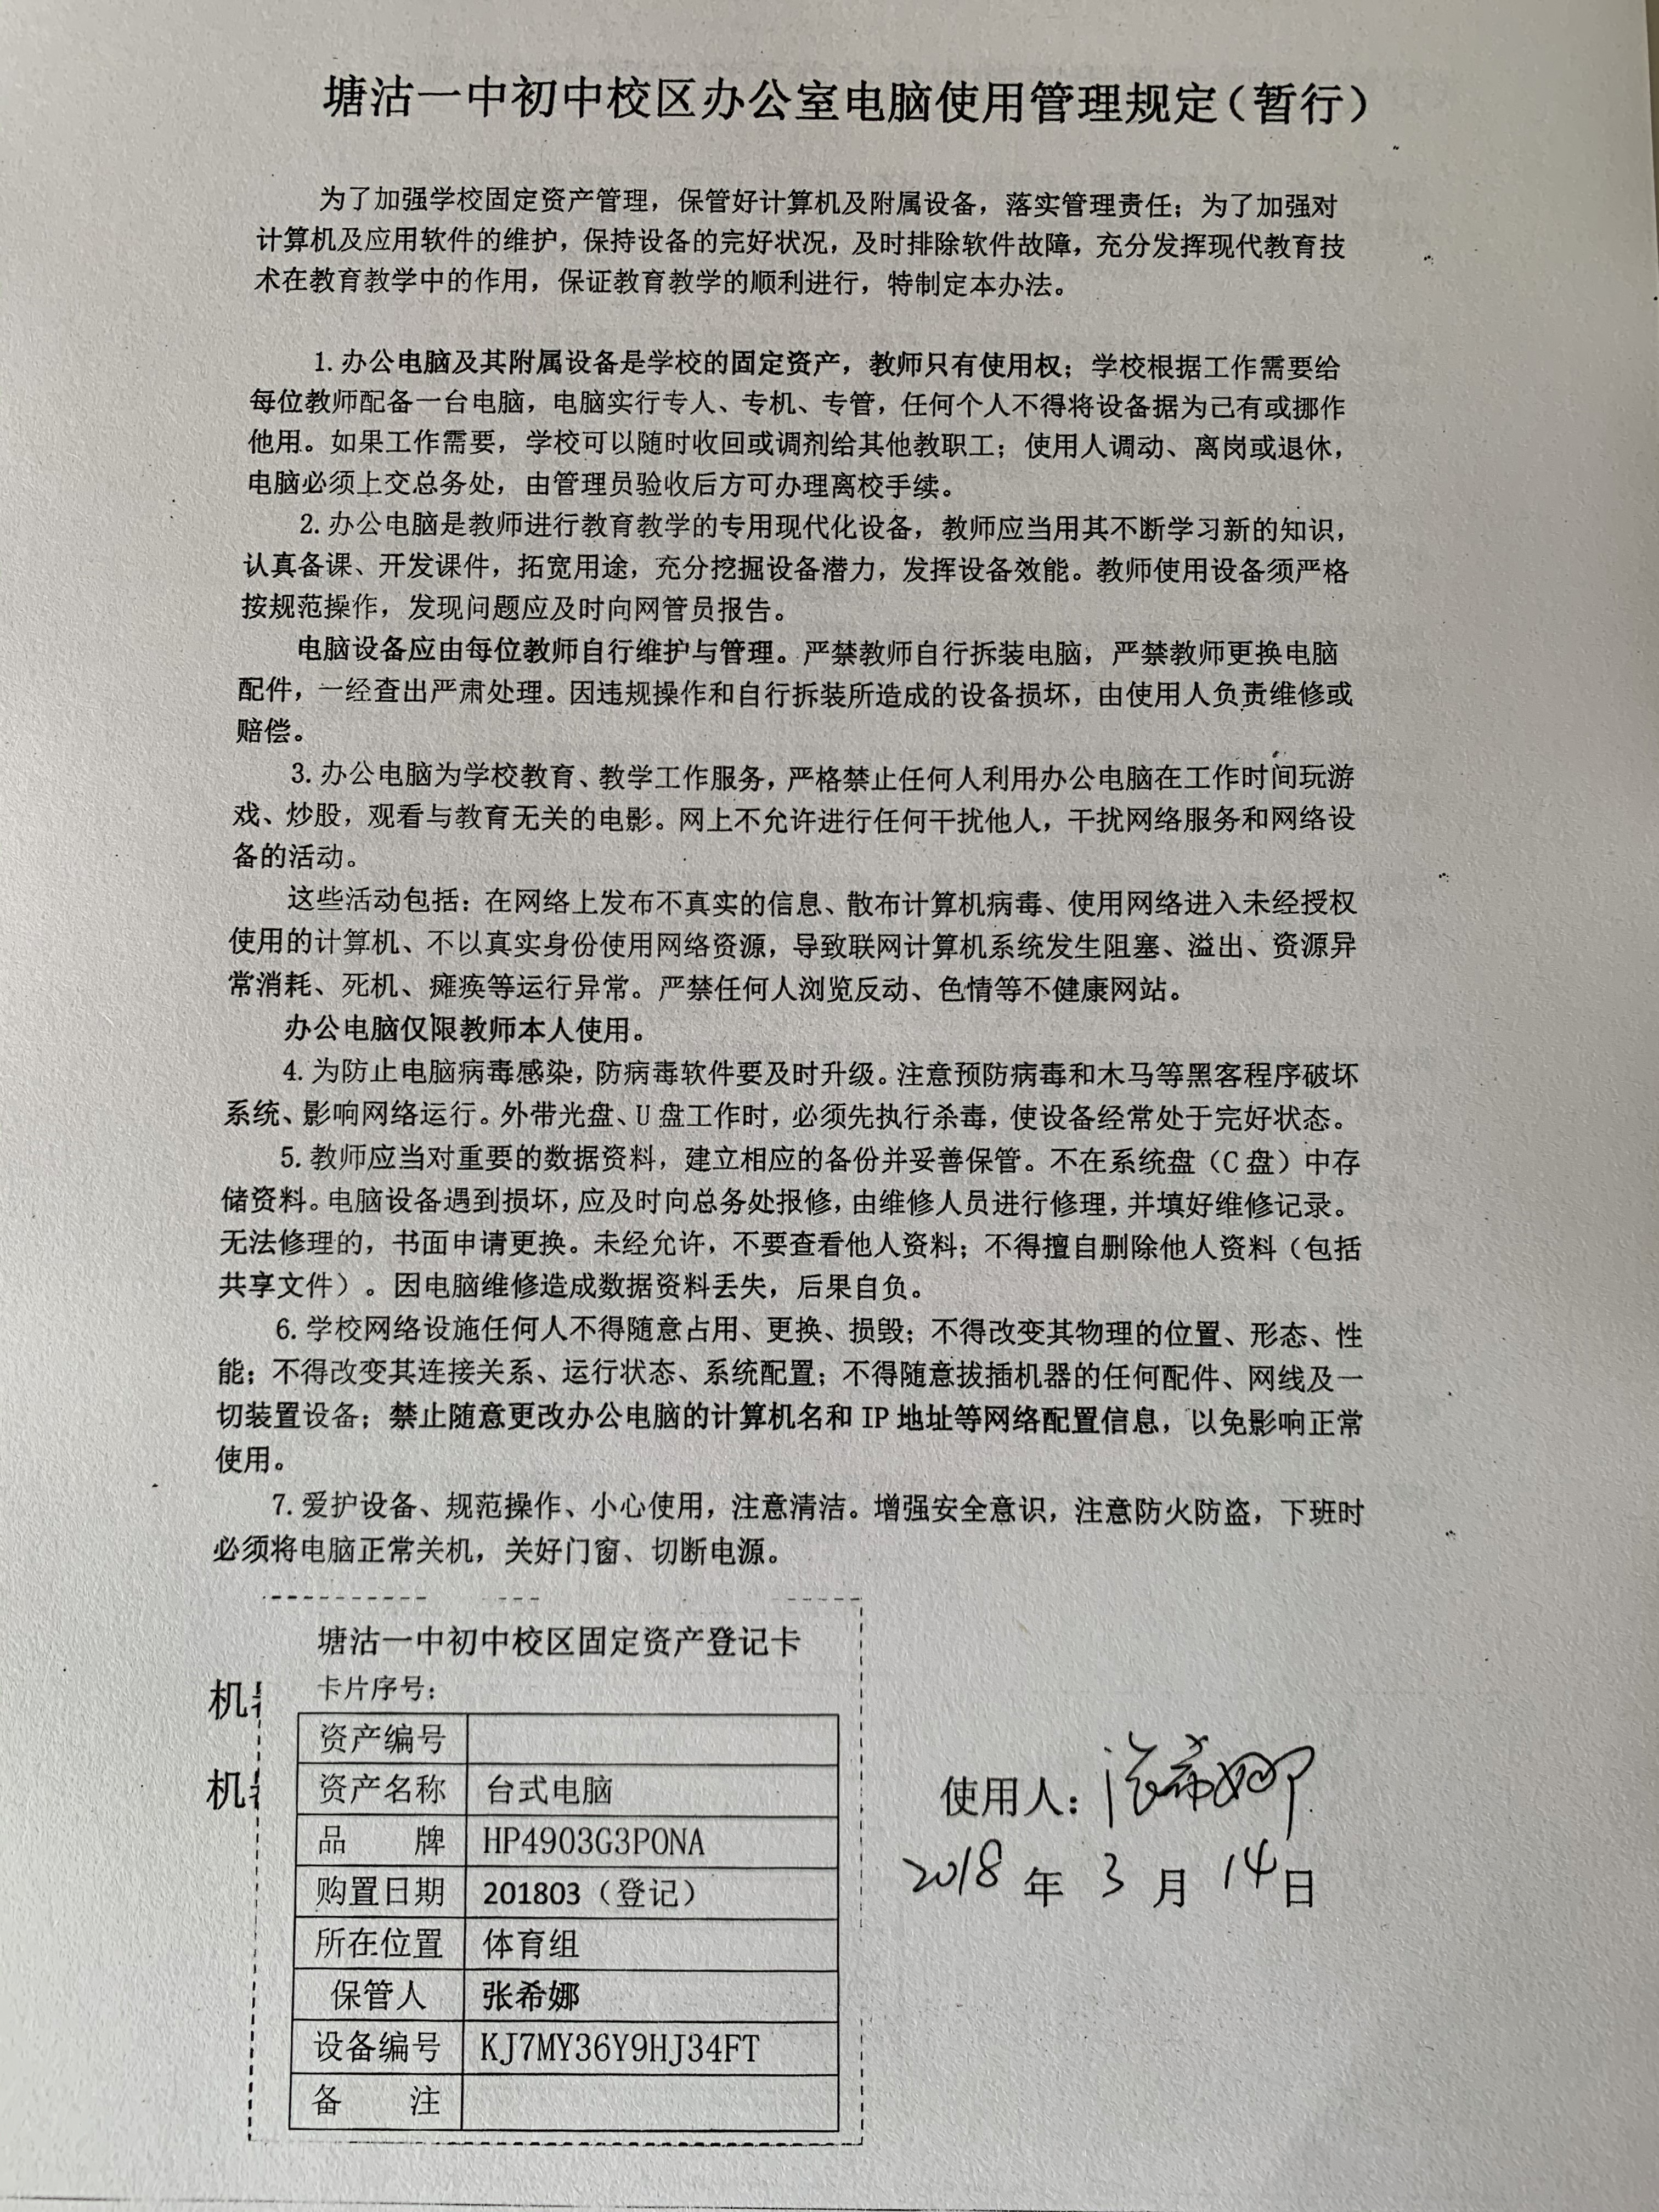 塘沽一中初中校区办公室电脑使用管理规定（暂行）
为了加强学校固定资产管理，保管好计算机及附属设备，落实管理责任；为了加强对
计算机及应用软件的维护，保持设备的完好状况，及时排除软件故障，充分发挥现代教育技
术在教育教学中的作用，保证教育教学的顺利进行，特制定本办法。
1.办公电脑及其附属设备是学校的固定资产，教师只有使用权；学校根据工作需要给
每位教师配备一台电脑，电脑实行专人、专机、专管，任何个人不得将设备据为己有或挪作
他用。如果工作需要，学校可以随时收回或调剂给其他教职工；使用人调动、离岗或退休，
电脑必须上交总务处，由管理员验收后方可办理离校手续。
2.办公电脑是教师进行教育教学的专用现代化设备，教师应当用其不断学习新的知识，
认真备课、开发课件，拓宽用途，充分挖掘设备潜力，发挥设备效能。教师使用设备须严格
按规范操作，发现问题应及时向网管员报告。
电脑设备应由每位教师自行维护与管理。严禁教师自行拆装电脑，严禁教师更换电脑
配件，一经查出严肃处理。因违规操作和自行拆装所造成的设备损坏，由使用人负责维修或
赔偿。
3.办公电脑为学校教育、教学工作服务，严格禁止任何人利用办公电脑在工作时间玩游
戏、炒股，观看与教育无关的电影。网上不允许进行任何干扰他人，干扰网络服务和网络设
备的活动。
这些活动包括：在网络上发布不真实的信息、散布计算机病毒、使用网络进入未经授权
使用的计算机、不以真实身份使用网络资源，导致联网计算机系统发生阻塞、溢出、资源异
常消耗、死机、瘫痪等运行异常。严禁任何人浏览反动、色情等不健康网站。
办公电脑仅限教师本人使用。
4.为防止电脑病毒感染，防病毒软件要及时升级。注意预防病毒和木马等黑客程序破坏
系统、影响网络运行。外带光盘、U盘工作时，必须先执行杀毒，使设备经常处于完好状态。
5.教师应当对重要的数据资料，建立相应的备份并妥善保管。不在系统盘（C盘）中存
储资料。电脑设备遇到损坏，应及时向总务处报修，由维修人员进行修理，并填好维修记录。
无法修理的，书面申请更换。未经允许，不要查看他人资料；不得擅自删除他人资料（包括
共享文件）。因电脑维修造成数据资料丢失，后果自负。
6.学校网络设施任何人不得随意占用、更换、损毁；不得改变其物理的位置、形态、性
能；不得改变其连接关系、运行状态、系统配置；不得随意拔插机器的任何配件、网线及一
切装置设备；禁止随意更改办公电脑的计算机名和IP地址等网络配置信息，以免影响正常
使用。
7.爱护设备、规范操作、小心使用，注意清洁。增强安全意识，注意防火防盗，下班时
必须将电脑正常关机，关好门窗、切断电源。
塘沽一中初中校区固定资产登记卡
卡片序号：
机
机
资产编号
资产名称 台式电脑
品 牌 HP4903G3PONA
购置日期 201803（登记）
所在位置 体育组
保管人 张希娜
设备编号 KJ7MY36Y9HJ34FT
备 注
使用人：张希娜
2018年3月14日